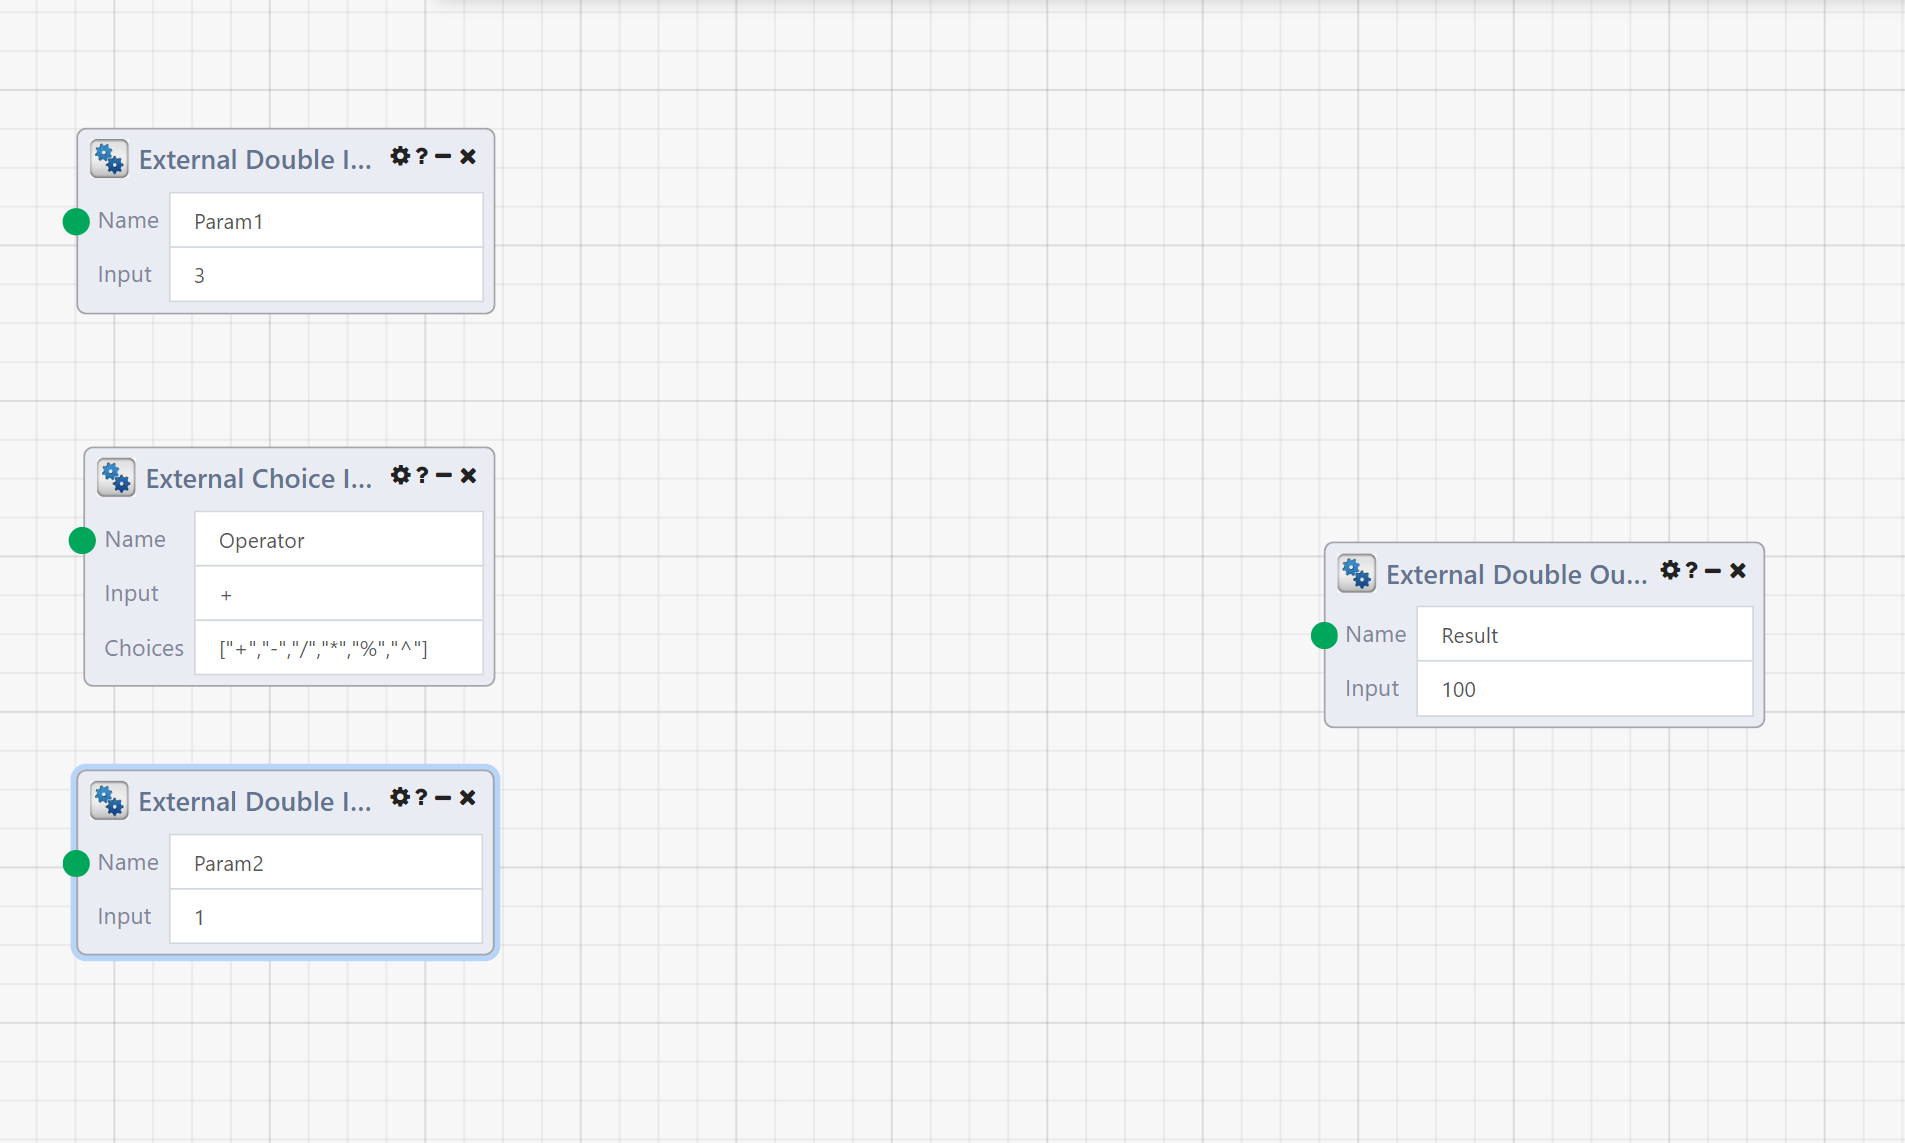 External Double I... ?
Name Param1
Input 3
External Choice I... ?
Name Operator
Input +
Choices ["+","-","/","*","%","^"]
External Double Ou... ?
Name Result
Input 100
External Double I... ?
Name Param2
Input 1